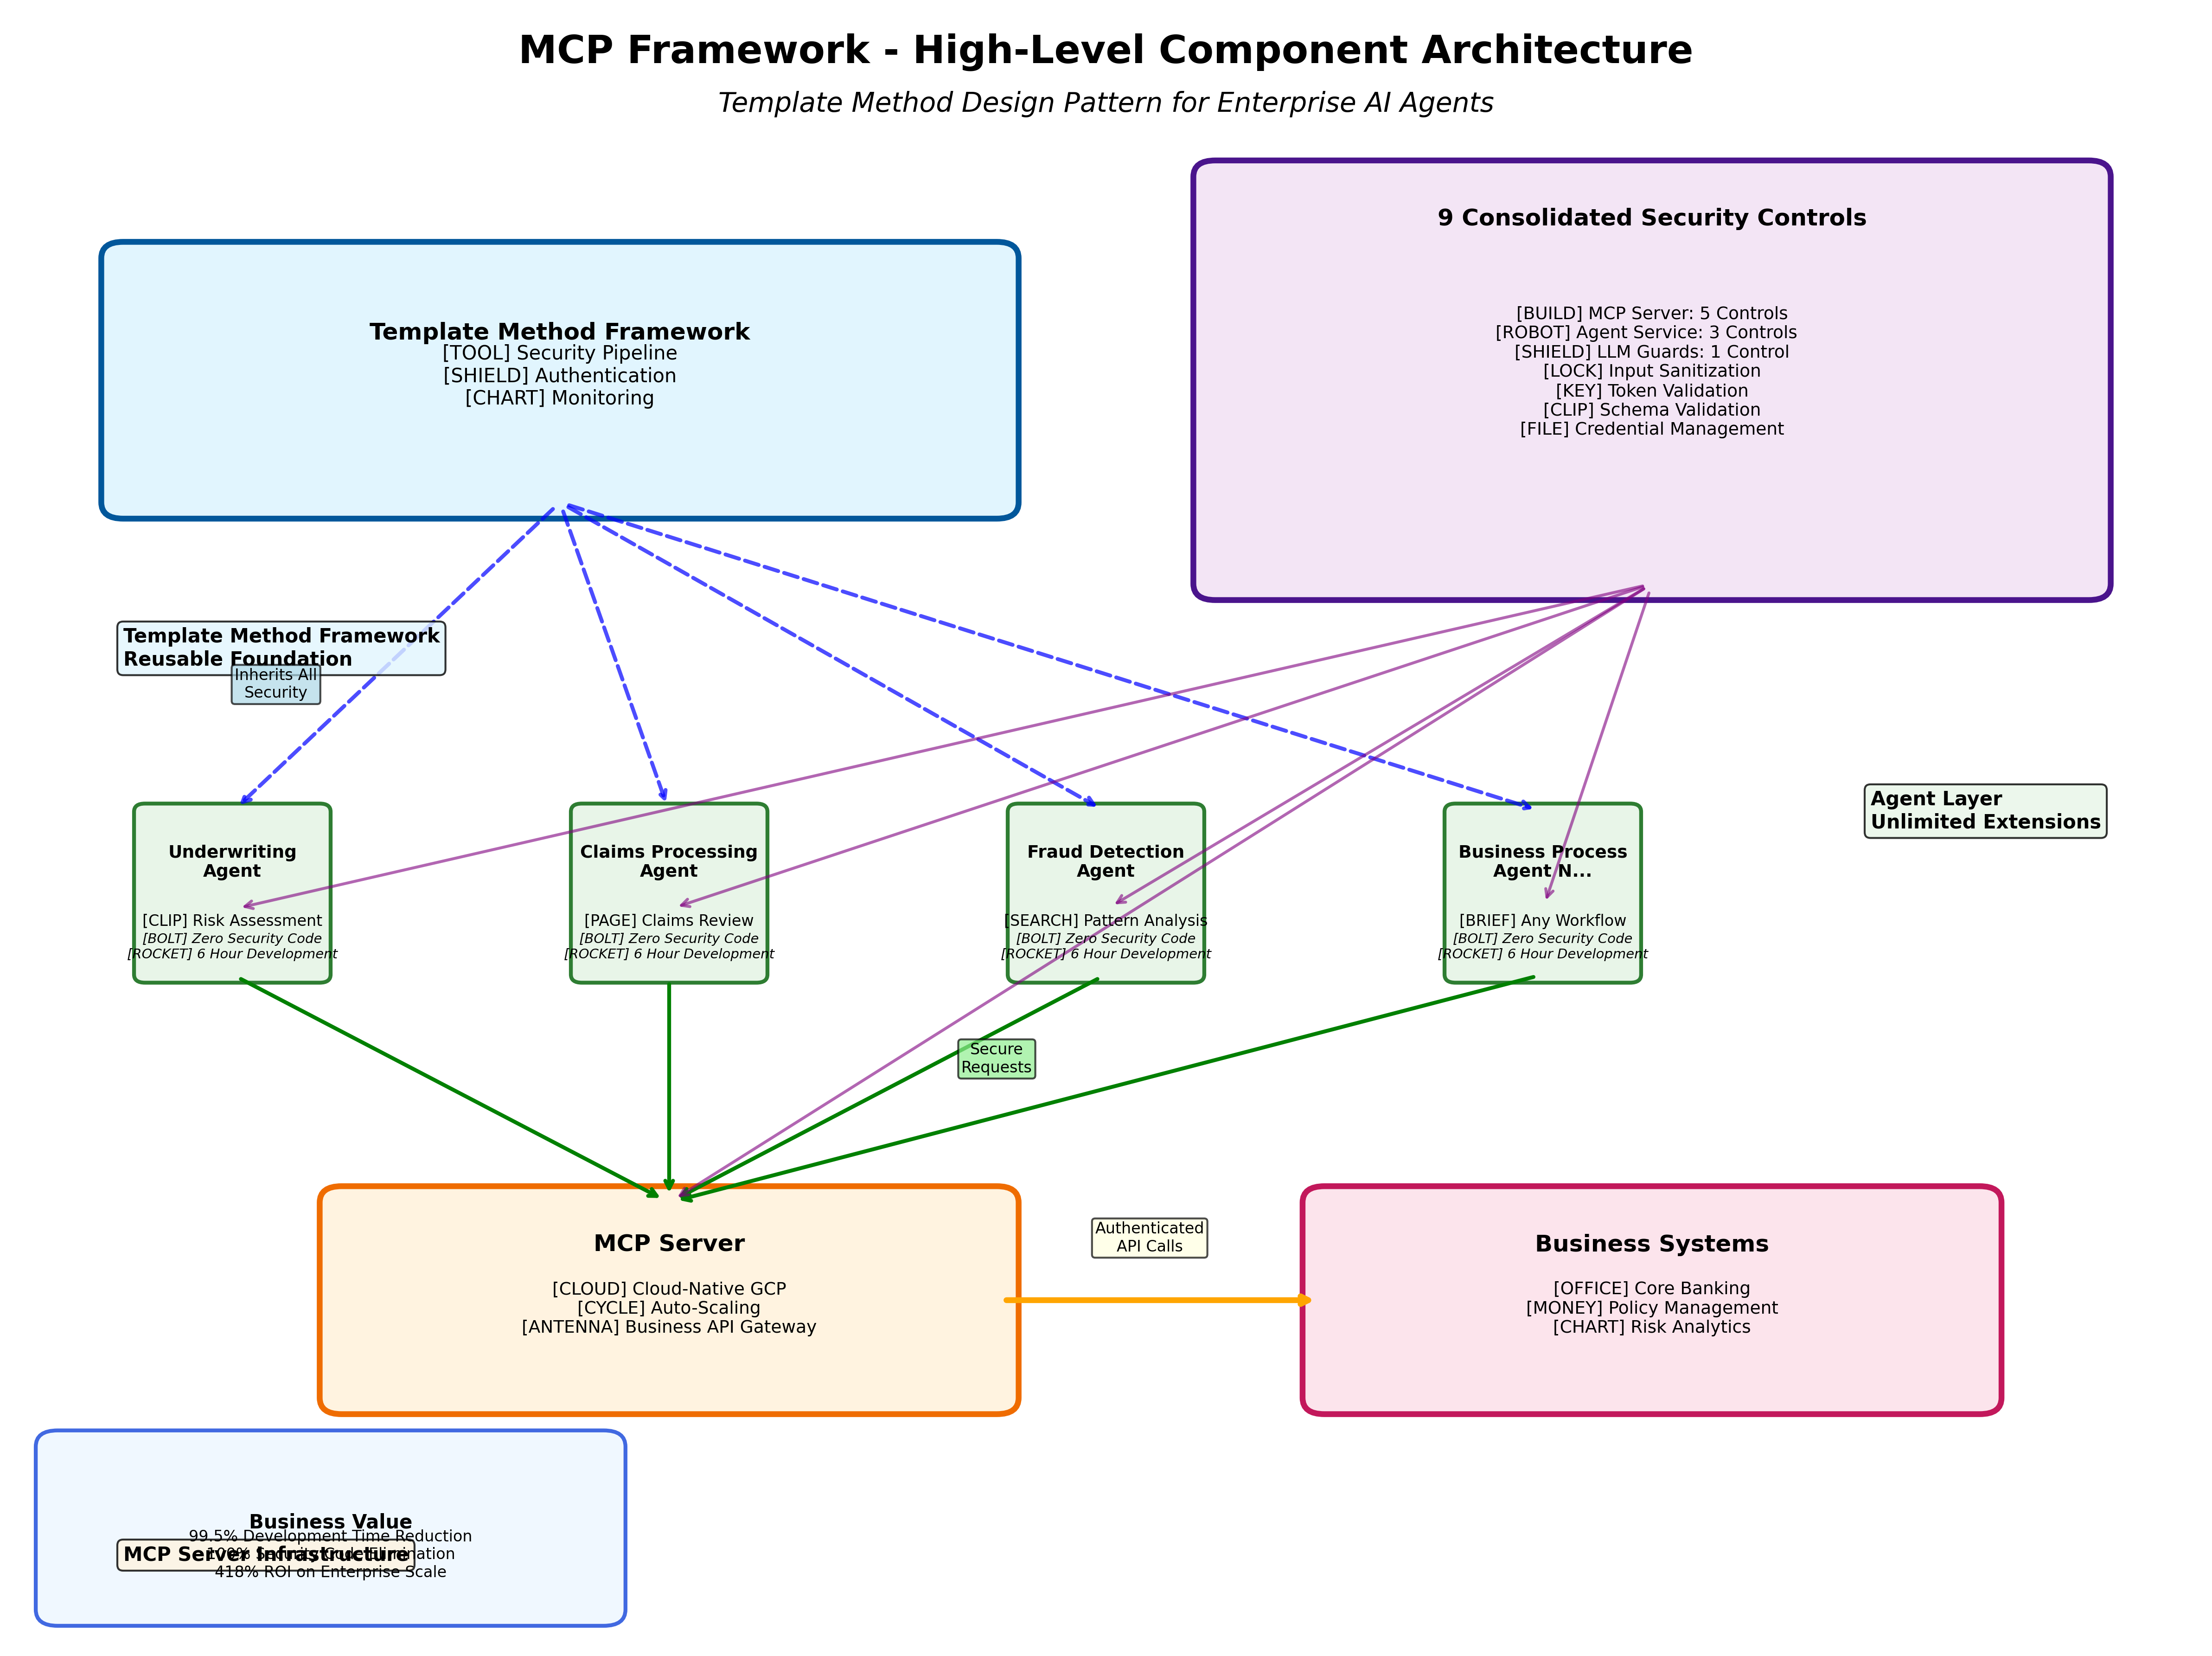 MCP Framework - High-Level Component Architecture
Template Method Design Pattern for Enterprise AI Agents
9 Consolidated Security Controls
[BUILD] MCP Server: 5 Controls
[ROBOT] Agent Service: 3 Controls
[SHIELD] LLM Guards: 1 Control
[LOCK] Input Sanitization
[KEY] Token Validation
[CLIP] Schema Validation
[FILE] Credential Management
Template Method Framework
[TOOL] Security Pipeline
[SHIELD] Authentication
[CHART] Monitoring
Template Method Framework
Reusable Foundation
Inherits All
Security
Agent Layer
Unlimited Extensions
Underwriting
Agent
[CLIP] Risk Assessment
[BOLT] Zero Security Code
[ROCKET] 6 Hour Development
Claims Processing
Agent
[PAGE] Claims Review
[BOLT] Zero Security Code
[ROCKET] 6 Hour Development
Fraud Detection
Agent
[SEARCH] Pattern Analysis
[BOLT] Zero Security Code
[ROCKET] 6 Hour Development
Business Process
Agent N...
[BRIEF] Any Workflow
[BOLT] Zero Security Code
[ROCKET] 6 Hour Development
Secure
Requests
MCP Server
[CLOUD] Cloud-Native GCP
[CYCLE] Auto-Scaling
[ANTENNA] Business API Gateway
Authenticated
API Calls
Business Systems
[OFFICE] Core Banking
[MONEY] Policy Management
[CHART] Risk Analytics
Business Value
99.5% Development Time Reduction
100% Security Code Elimination
418% ROI on Enterprise Scale
MCP Server Infrastructure